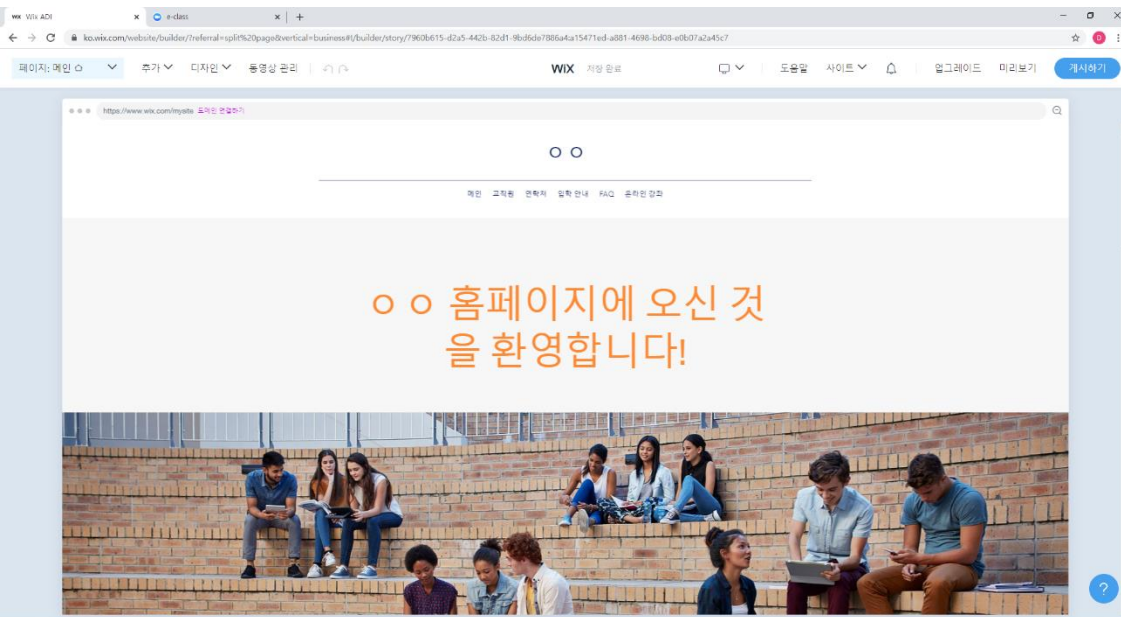 WiX Wix ADI
e-class
ko.wix.com/website/builder/?referral=split%20page&vertical=business#!/builder/story/7960b615-d2a5-442b-82d1-9bd6de7886a4:a15471ed-a881-4698-bd08-e0b07a2a45c7
페이지: 메인 추가 디자인 동영상 관리 WiX 저장 완료 도움말 사이트 업그레이드 미리보기 게시하기
https://www.wix.com/mysite 도메인 연결하기
ㅇ ㅇ
메인 교직원 연락처 입학 안내 FAQ 온라인 강좌
ㅇ ㅇ 홈페이지에 오신 것
을 환영합니다!
?